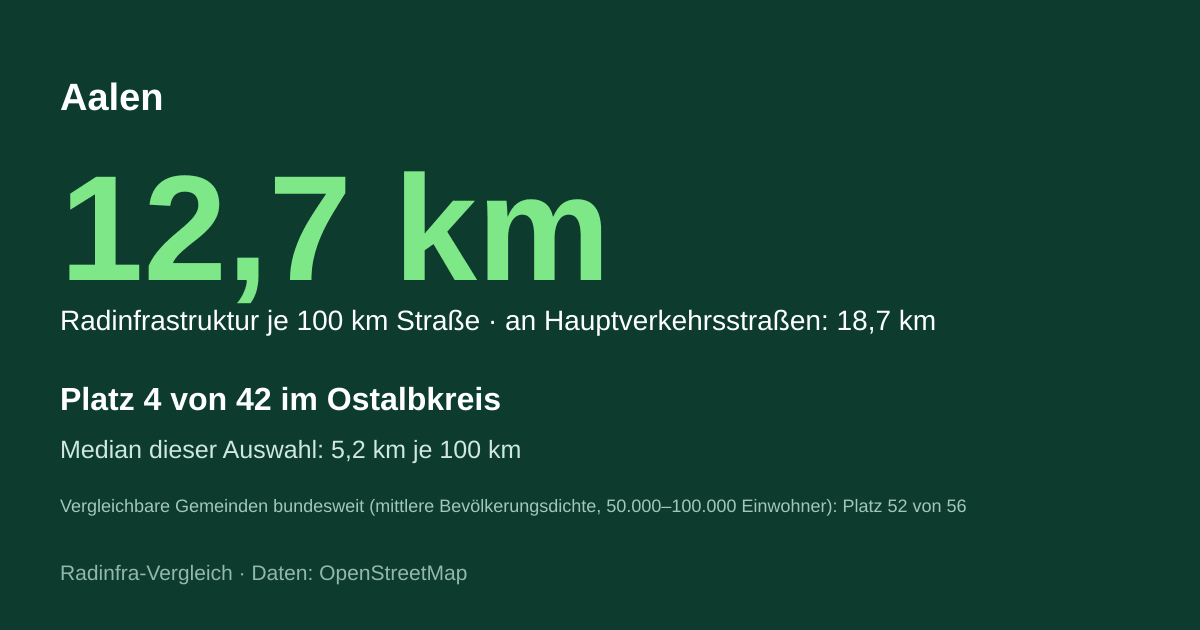 Aalen
12,7 km
Radinfrastruktur je 100 km Straße · an Hauptverkehrsstraßen: 18,7 km
Platz 4 von 42 im Ostalbkreis
Median dieser Auswahl: 5,2 km je 100 km
Vergleichbare Gemeinden bundesweit (mittlere Bevölkerungsdichte, 50.000–100.000 Einwohner): Platz 52 von 56
Radinfra-Vergleich · Daten: OpenStreetMap